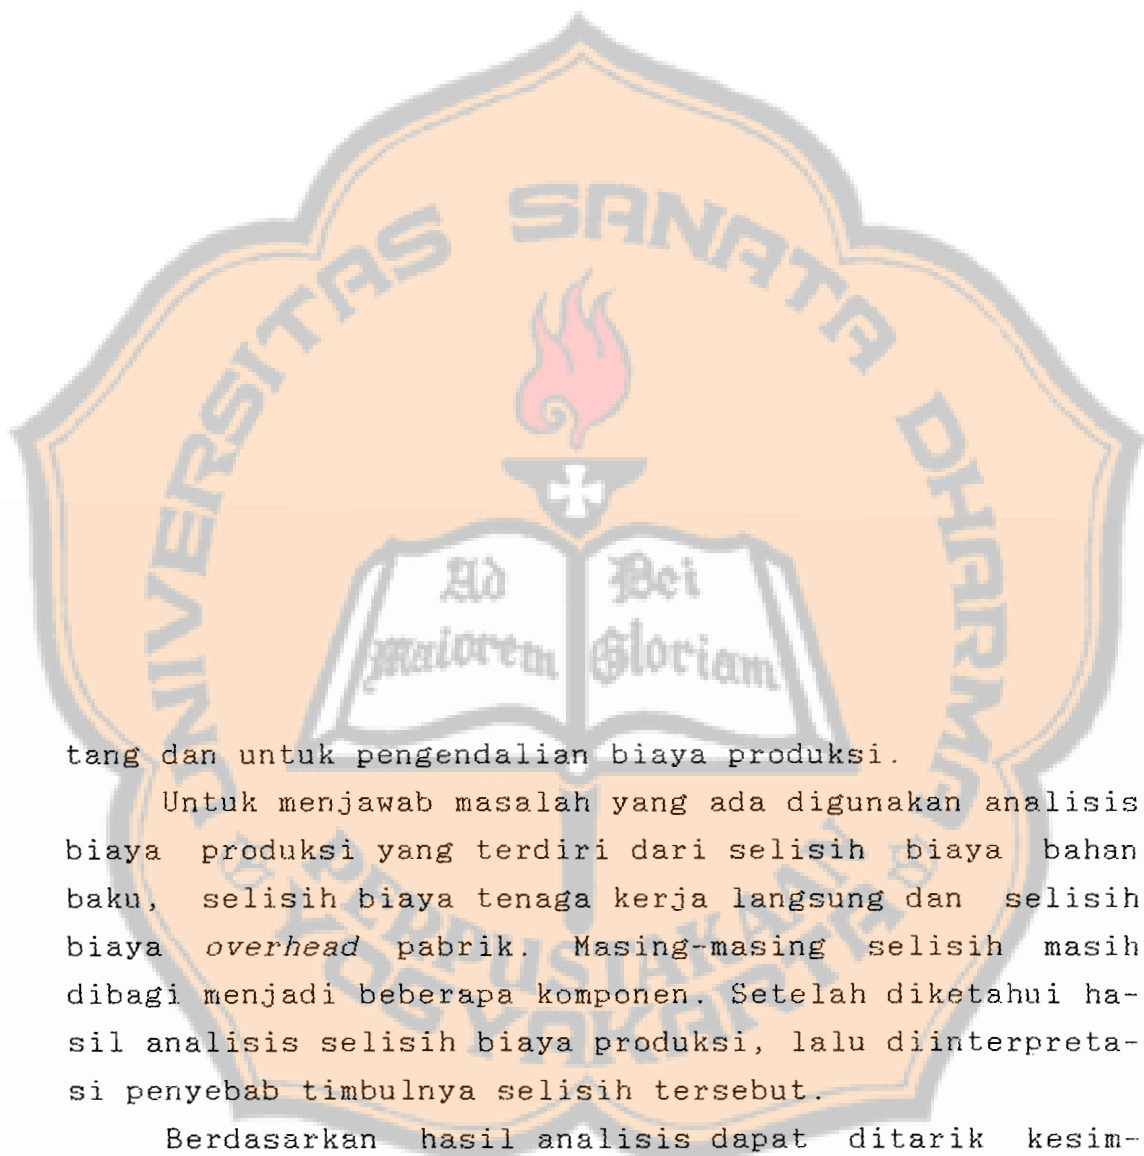 UNIVERSITAS SANATA DHARMA
Ad Dei
Maiorem Gloriam
tang dan untuk pengendalian biaya produksi.
Untuk menjawab masalah yang ada digunakan analisis
biaya produksi yang terdiri dari selisih biaya bahan
baku, selisih biaya tenaga kerja langsung dan selisih
biaya overhead pabrik. Masing-masing selisih masih
dibagi menjadi beberapa komponen. Setelah diketahui ha-
sil analisis selisih biaya produksi, lalu diinterpreta-
si penyebab timbulnya selisih tersebut.
Berdasarkan hasil analisis dapat ditarik kesim-
PERPUSTAKAAN
YOGYAKARTA